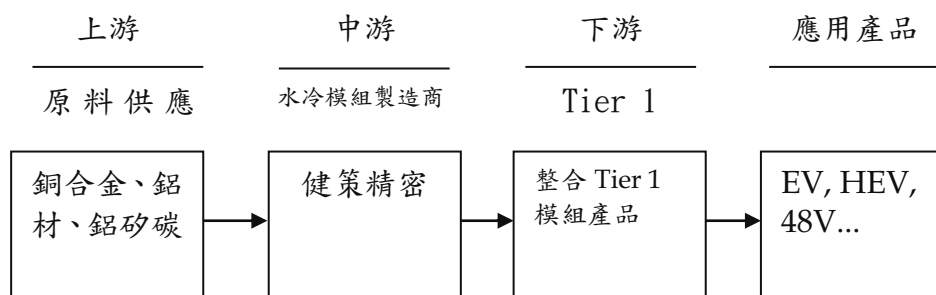 上游
中游
下游
應用產品
原料供應
水冷模組製造商
Tier 1
銅合金、鋁
材、鋁矽碳
健策精密
整合 Tier 1
模組產品
EV, HEV,
48V...